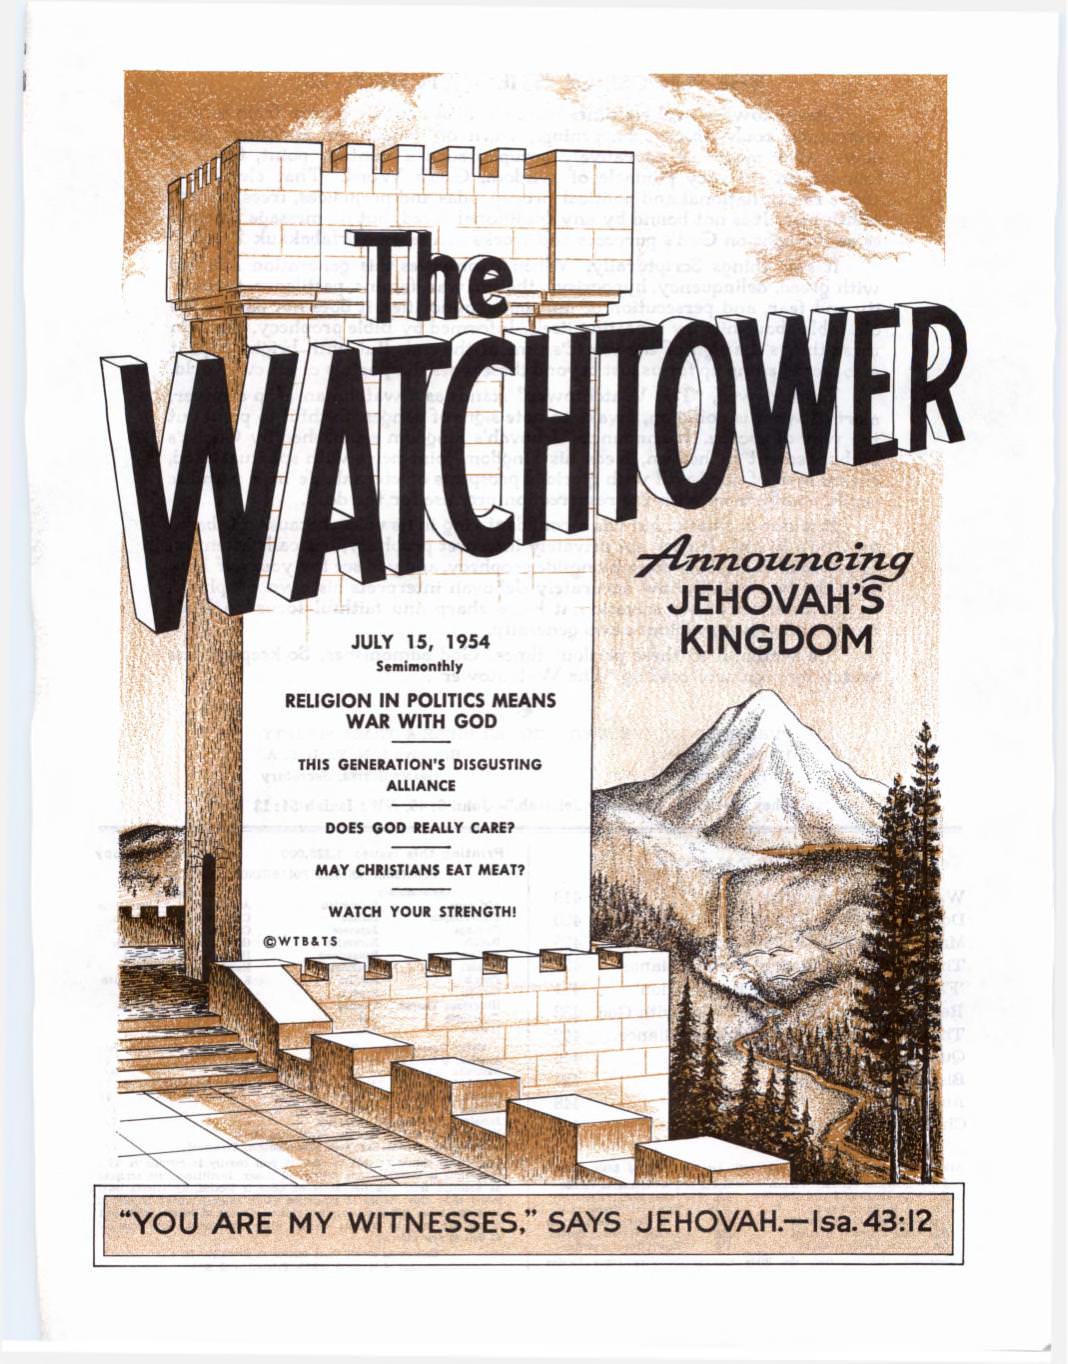 The
WATCHTOWER
Announcing
JEHOVAH'S
KINGDOM
JULY 15, 1954
Semimonthly
RELIGION IN POLITICS MEANS
WAR WITH GOD
THIS GENERATION'S DISGUSTING
ALLIANCE
DOES GOD REALLY CARE?
MAY CHRISTIANS EAT MEAT?
WATCH YOUR STRENGTH!
©WTB&TS
"YOU ARE MY WITNESSES," SAYS JEHOVAH.—Isa. 43:12